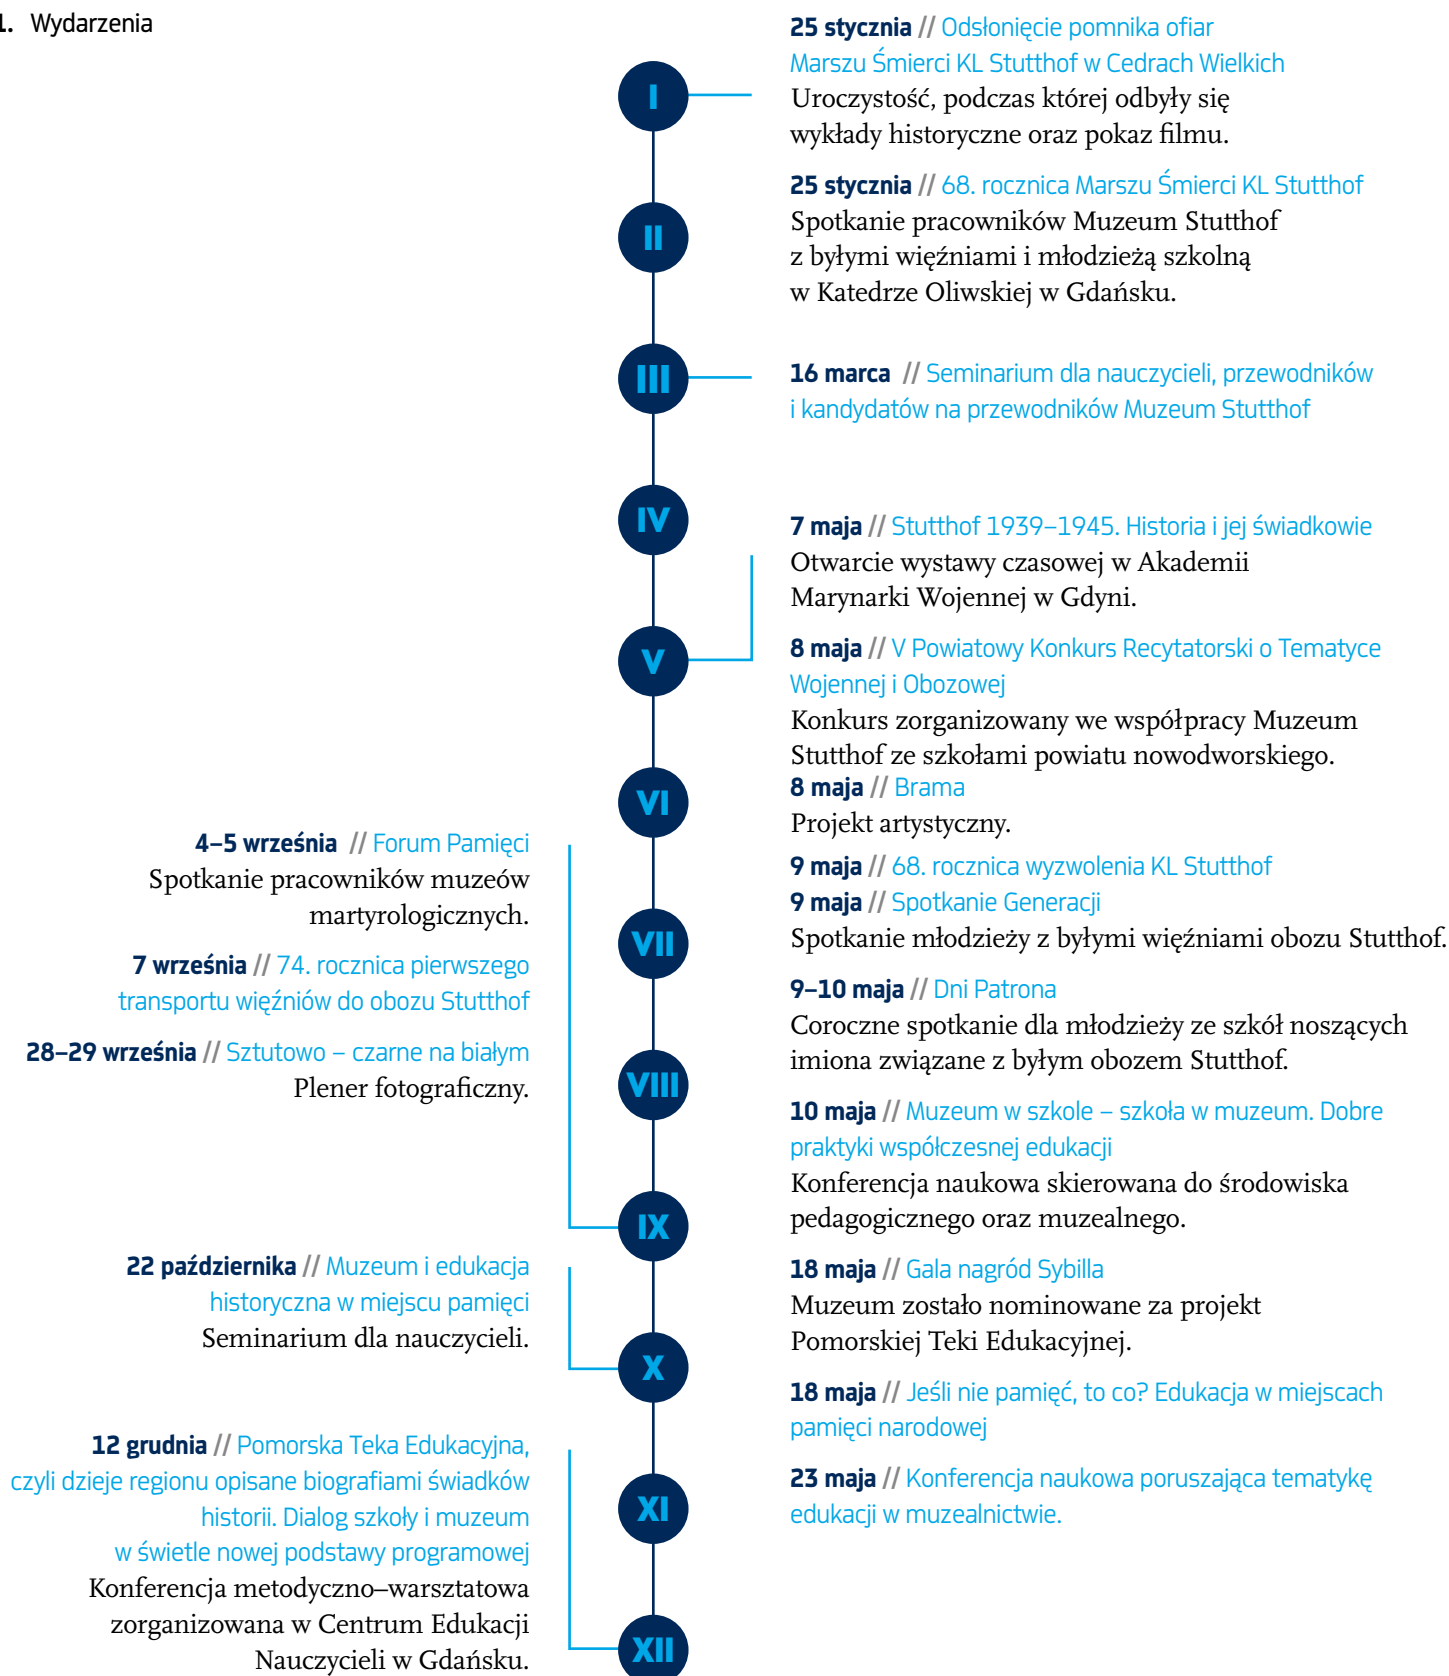 1. Wydarzenia
I
II
III
IV
V
VI
VII
VIII
IX
X
XI
XII
25 stycznia // Odsłonięcie pomnika ofiar
Marszu Śmierci KL Stutthof w Cedrach Wielkich
Uroczystość, podczas której odbyły się
wykłady historyczne oraz pokaz filmu.
25 stycznia // 68. rocznica Marszu Śmierci KL Stutthof
Spotkanie pracowników Muzeum Stutthof
z byłymi więźniami i młodzieżą szkolną
w Katedrze Oliwskiej w Gdańsku.
16 marca // Seminarium dla nauczycieli, przewodników
i kandydatów na przewodników Muzeum Stutthof
7 maja // Stutthof 1939–1945. Historia i jej świadkowie
Otwarcie wystawy czasowej w Akademii
Marynarki Wojennej w Gdyni.
8 maja // V Powiatowy Konkurs Recytatorski o Tematyce
Wojennej i Obozowej
Konkurs zorganizowany we współpracy Muzeum
Stutthof ze szkołami powiatu nowodworskiego.
8 maja // Brama
Projekt artystyczny.
9 maja // 68. rocznica wyzwolenia KL Stutthof
9 maja // Spotkanie Generacji
Spotkanie młodzieży z byłymi więźniami obozu Stutthof.
9–10 maja // Dni Patrona
Coroczne spotkanie dla młodzieży ze szkół noszących
imiona związane z byłym obozem Stutthof.
10 maja // Muzeum w szkole – szkoła w muzeum. Dobre
praktyki współczesnej edukacji
Konferencja naukowa skierowana do środowiska
pedagogicznego oraz muzealnego.
18 maja // Gala nagród Sybilla
Muzeum zostało nominowane za projekt
Pomorskiej Teki Edukacyjnej.
18 maja // Jeśli nie pamięć, to co? Edukacja w miejscach
pamięci narodowej
23 maja // Konferencja naukowa poruszająca tematykę
edukacji w muzealnictwie.
4–5 września // Forum Pamięci
Spotkanie pracowników muzeów
martyrologicznych.
7 września // 74. rocznica pierwszego
transportu więźniów do obozu Stutthof
28–29 września // Sztutowo – czarne na białym
Plener fotograficzny.
22 października // Muzeum i edukacja
historyczna w miejscu pamięci
Seminarium dla nauczycieli.
12 grudnia // Pomorska Teka Edukacyjna,
czyli dzieje regionu opisane biografiami świadków
historii. Dialog szkoły i muzeum
w świetle nowej podstawy programowej
Konferencja metodyczno–warsztatowa
zorganizowana w Centrum Edukacji
Nauczycieli w Gdańsku.